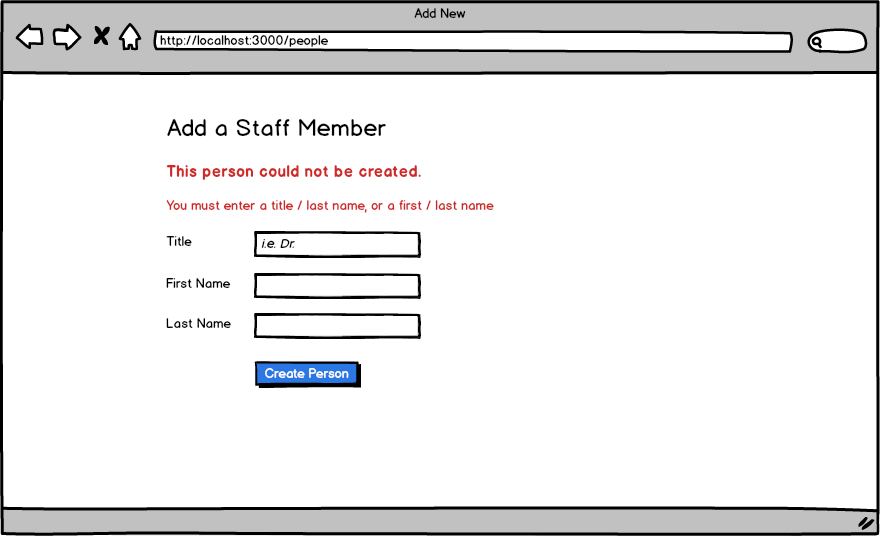 Add New
http://localhost:3000/people
Add a Staff Member
This person could not be created.
You must enter a title / last name, or a first / last name
Title
i.e. Dr.
First Name
Last Name
Create Person